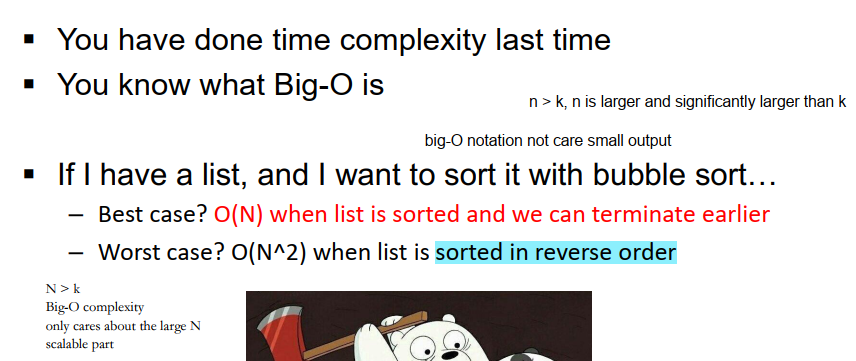 ▪ You have done time complexity last time
▪ You know what Big-O is
n > k, n is larger and significantly larger than k
big-O notation not care small output
▪ If I have a list, and I want to sort it with bubble sort…
– Best case? O(N) when list is sorted and we can terminate earlier
– Worst case? O(N^2) when list is sorted in reverse order
N > k
Big-O complexity
only cares about the large N
scalable part